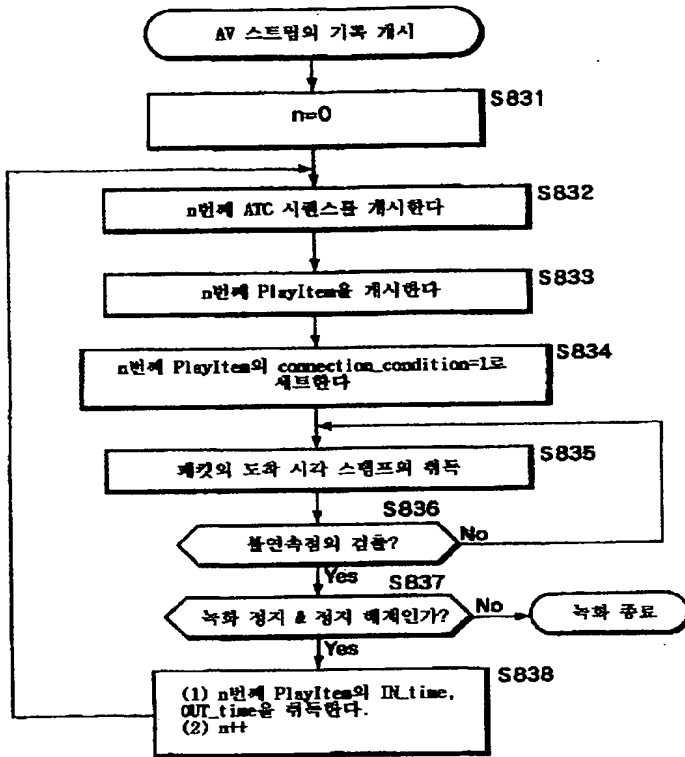 AV 스트림의 기록 개시
n=0
S831
n번째 ATC 시퀀스를 개시한다
S832
n번째 PlayItem을 개시한다
S833
n번째 PlayItem의 connection_condition=1로
세트한다
S834
패킷의 도착 시각 스탬프의 취득
S835
S836
불연속점의 검출?
No
Yes
S837
녹화 정지 & 정지 해제인가?
No
녹화 종료
Yes
S838
(1) n번째 PlayItem의 IN_time,
OUT_time을 취득한다.
(2) n++